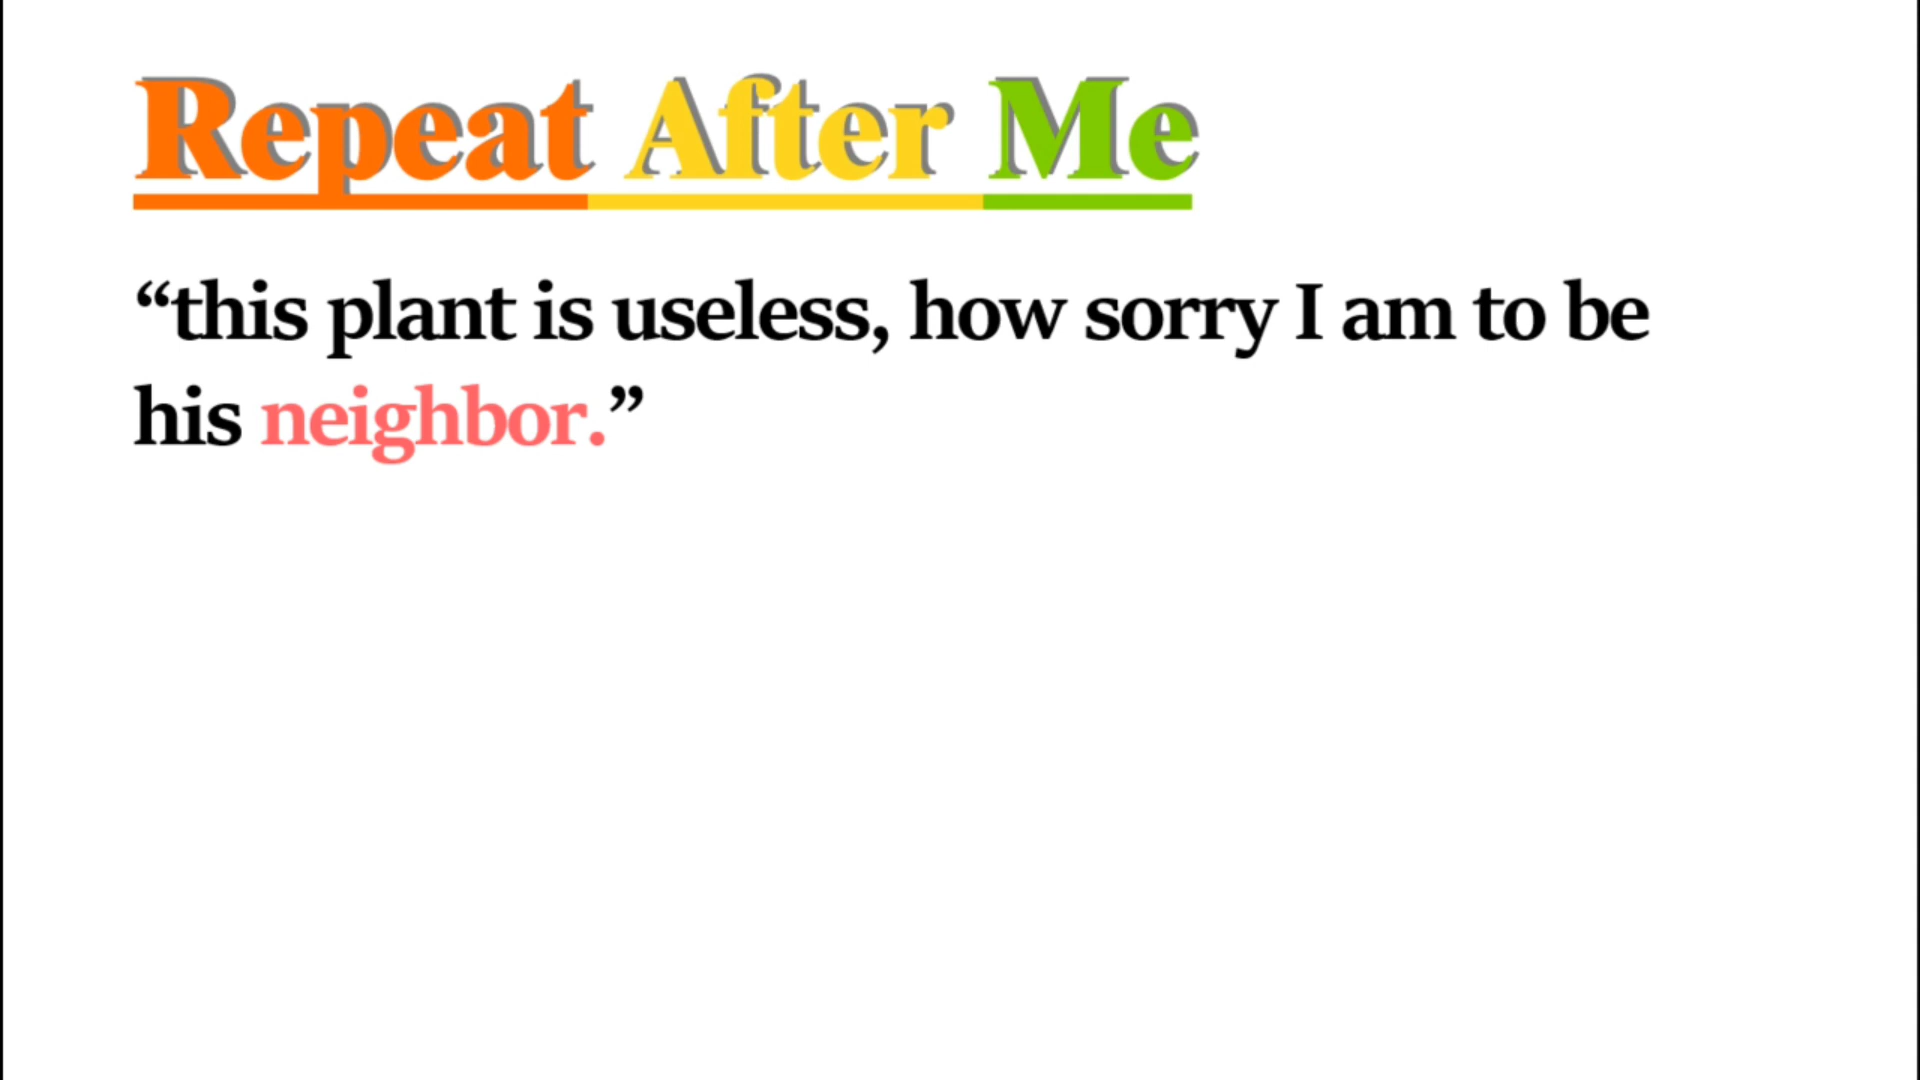 Repeat After Me
“this plant is useless, how sorry I am to be
his neighbor.”